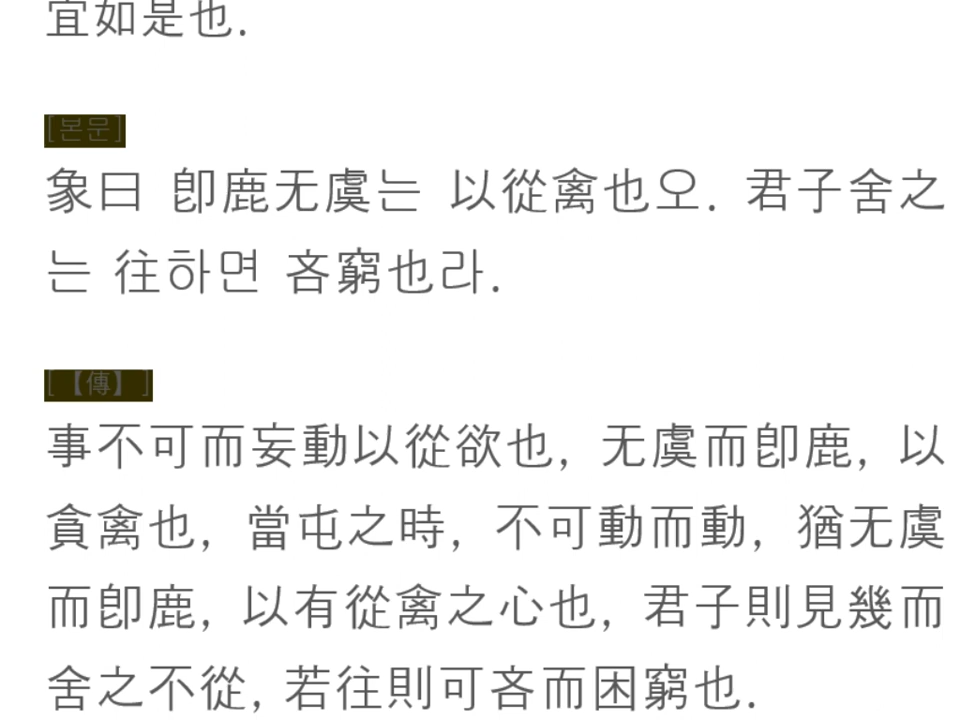 宜如是也.
[본문]
象曰 卽鹿无虞는 以從禽也오. 君子舍之
는 往하면 吝窮也라.
[【傳】]
事不可而妄動以從欲也, 无虞而卽鹿, 以
貪禽也, 當屯之時, 不可動而動, 猶无虞
而卽鹿, 以有從禽之心也, 君子則見幾而
舍之不從, 若往則可吝而困窮也.